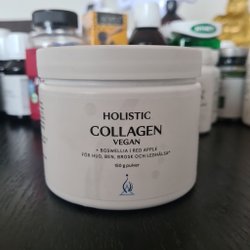 HOLISTIC
COLLAGEN
VEGAN
+ BOSWELLIA I RED APPLE
FÖR HUD, BEN, BROSK OCH LEDHÄLSA*
150 g pulver